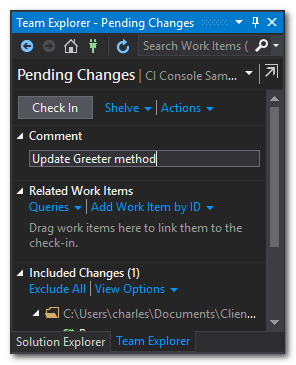 Team Explorer - Pending Changes
Search Work Items (
Pending Changes | CI Console Sam...
Check In Shelve Actions
Comment
Update Greeter method
Related Work Items
Queries | Add Work Item by ID
Drag work items here to link them to the
check-in.
Included Changes (1)
Exclude All | View Options
C:\Users\charles\Documents\Clien...
Solution Explorer Team Explorer